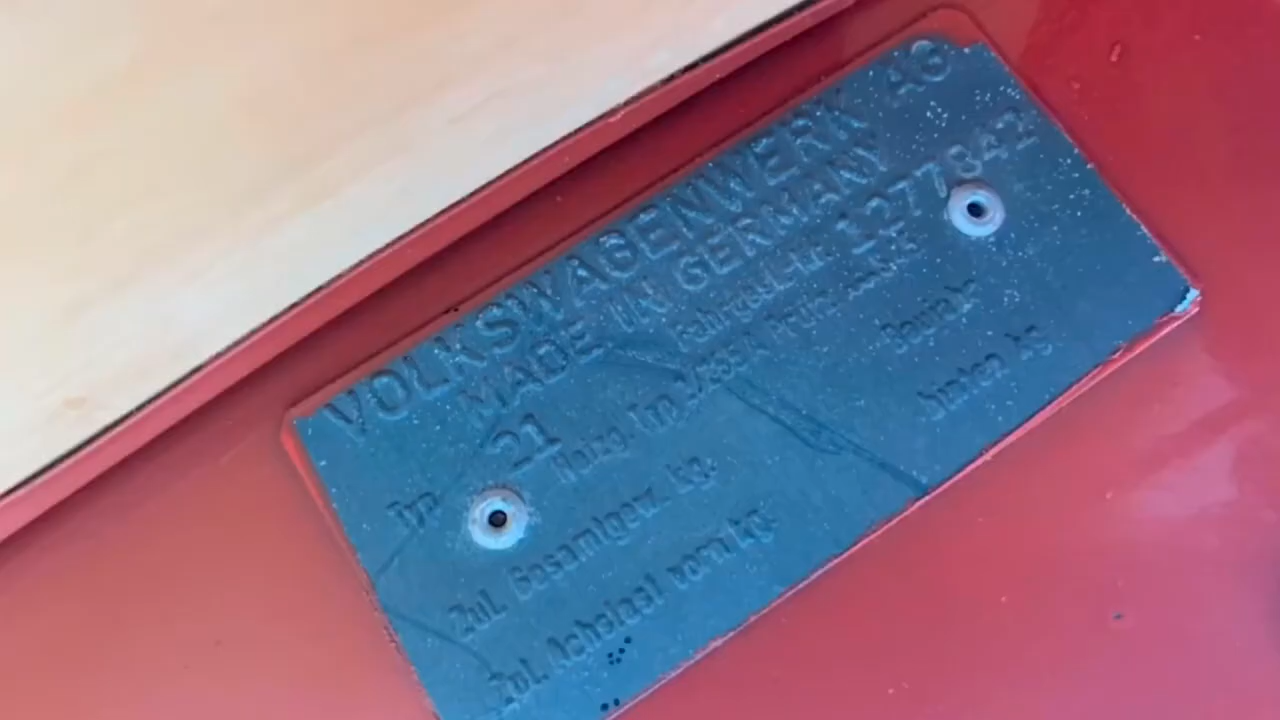 VOLKSWAGENWERK AG
MADE IN GERMANY
Typ 21 Fahrgest.-Nr. 1277842
Zul. Gesamtgew. kg.
Zul. Achslast vorn kg. hinten kg